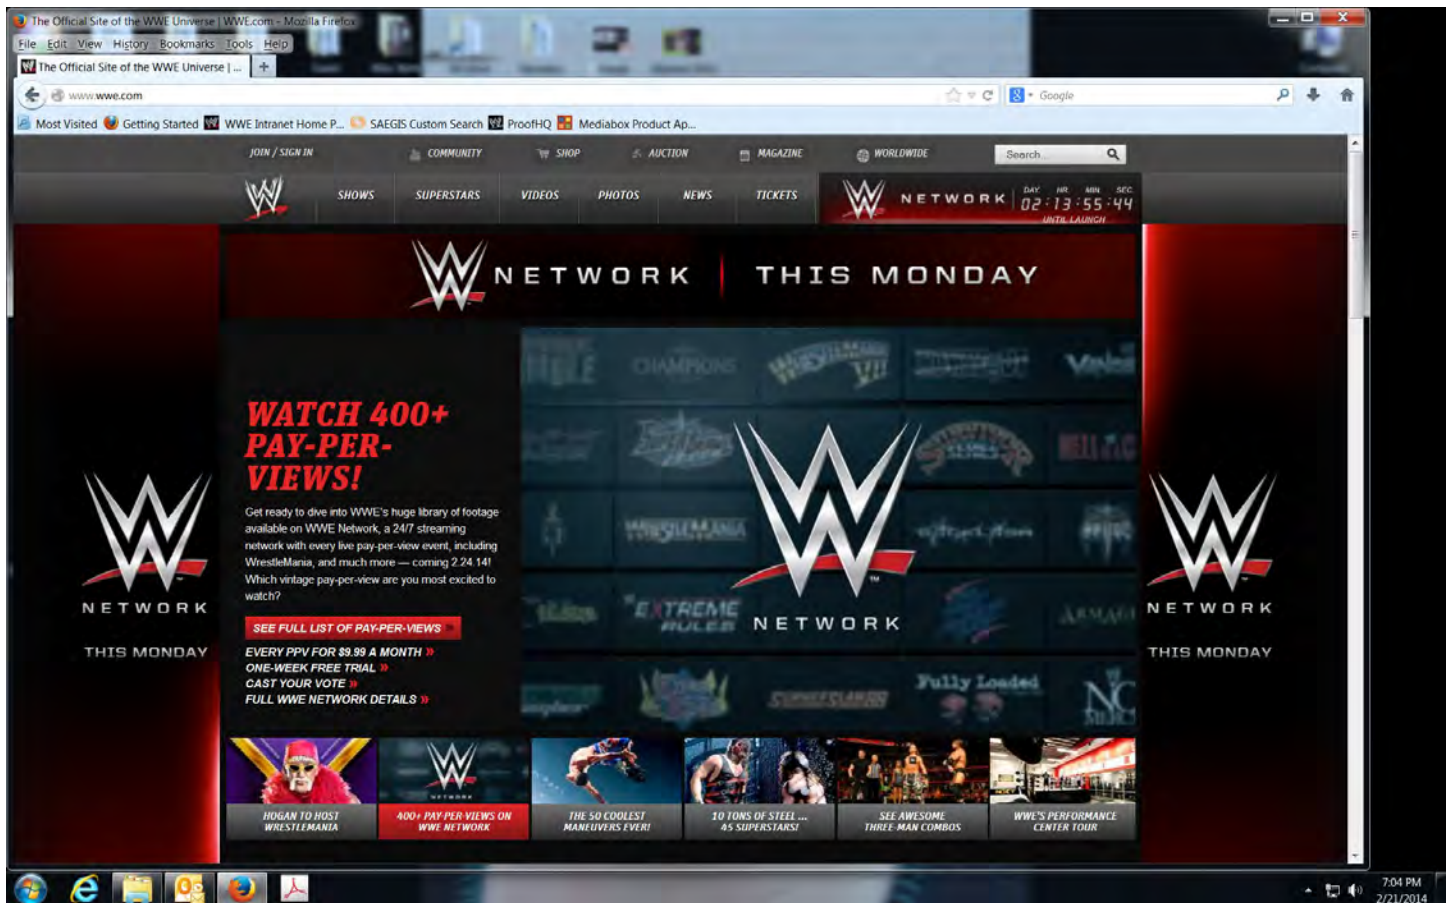 The Official Site of the WWE Universe | WWE.com - Mozilla Firefox
File Edit View History Bookmarks Tools Help
The Official Site of the WWE Universe | ... +
www.wwe.com
Google
Most Visited Getting Started WWE Intranet Home P... SAEGIS Custom Search ProofHQ Mediabox Product Ap...
JOIN / SIGN IN COMMUNITY SHOP AUCTION MAGAZINE WORLDWIDE Search...
SHOWS SUPERSTARS VIDEOS PHOTOS NEWS TICKETS
W NETWORK DAY HR MIN SEC
02:13:55:44
UNTIL LAUNCH
W NETWORK | THIS MONDAY
WATCH 400+
PAY-PER-
VIEWS!
Get ready to dive into WWE's huge library of footage
available on WWE Network, a 24/7 streaming
network with every live pay-per-view event, including
WrestleMania, and much more — coming 2.24.14!
Which vintage pay-per-view are you most excited to
watch?
SEE FULL LIST OF PAY-PER-VIEWS »
EVERY PPV FOR $9.99 A MONTH »
ONE-WEEK FREE TRIAL »
CAST YOUR VOTE »
FULL WWE NETWORK DETAILS »
CHAMPIONS
WRESTLEMANIA VII
WRESTLEMANIA
EXTREME
RULES
Fully Loaded
W
NETWORK
NETWORK
THIS MONDAY
NETWORK
THIS MONDAY
HOGAN TO HOST
WRESTLEMANIA
NETWORK
400+ PAY-PER-VIEWS ON
WWE NETWORK
THE 50 COOLEST
MANEUVERS EVER!
10 TONS OF STEEL ...
45 SUPERSTARS!
SEE AWESOME
THREE-MAN COMBOS
WWE'S PERFORMANCE
CENTER TOUR
7:04 PM
2/21/2014